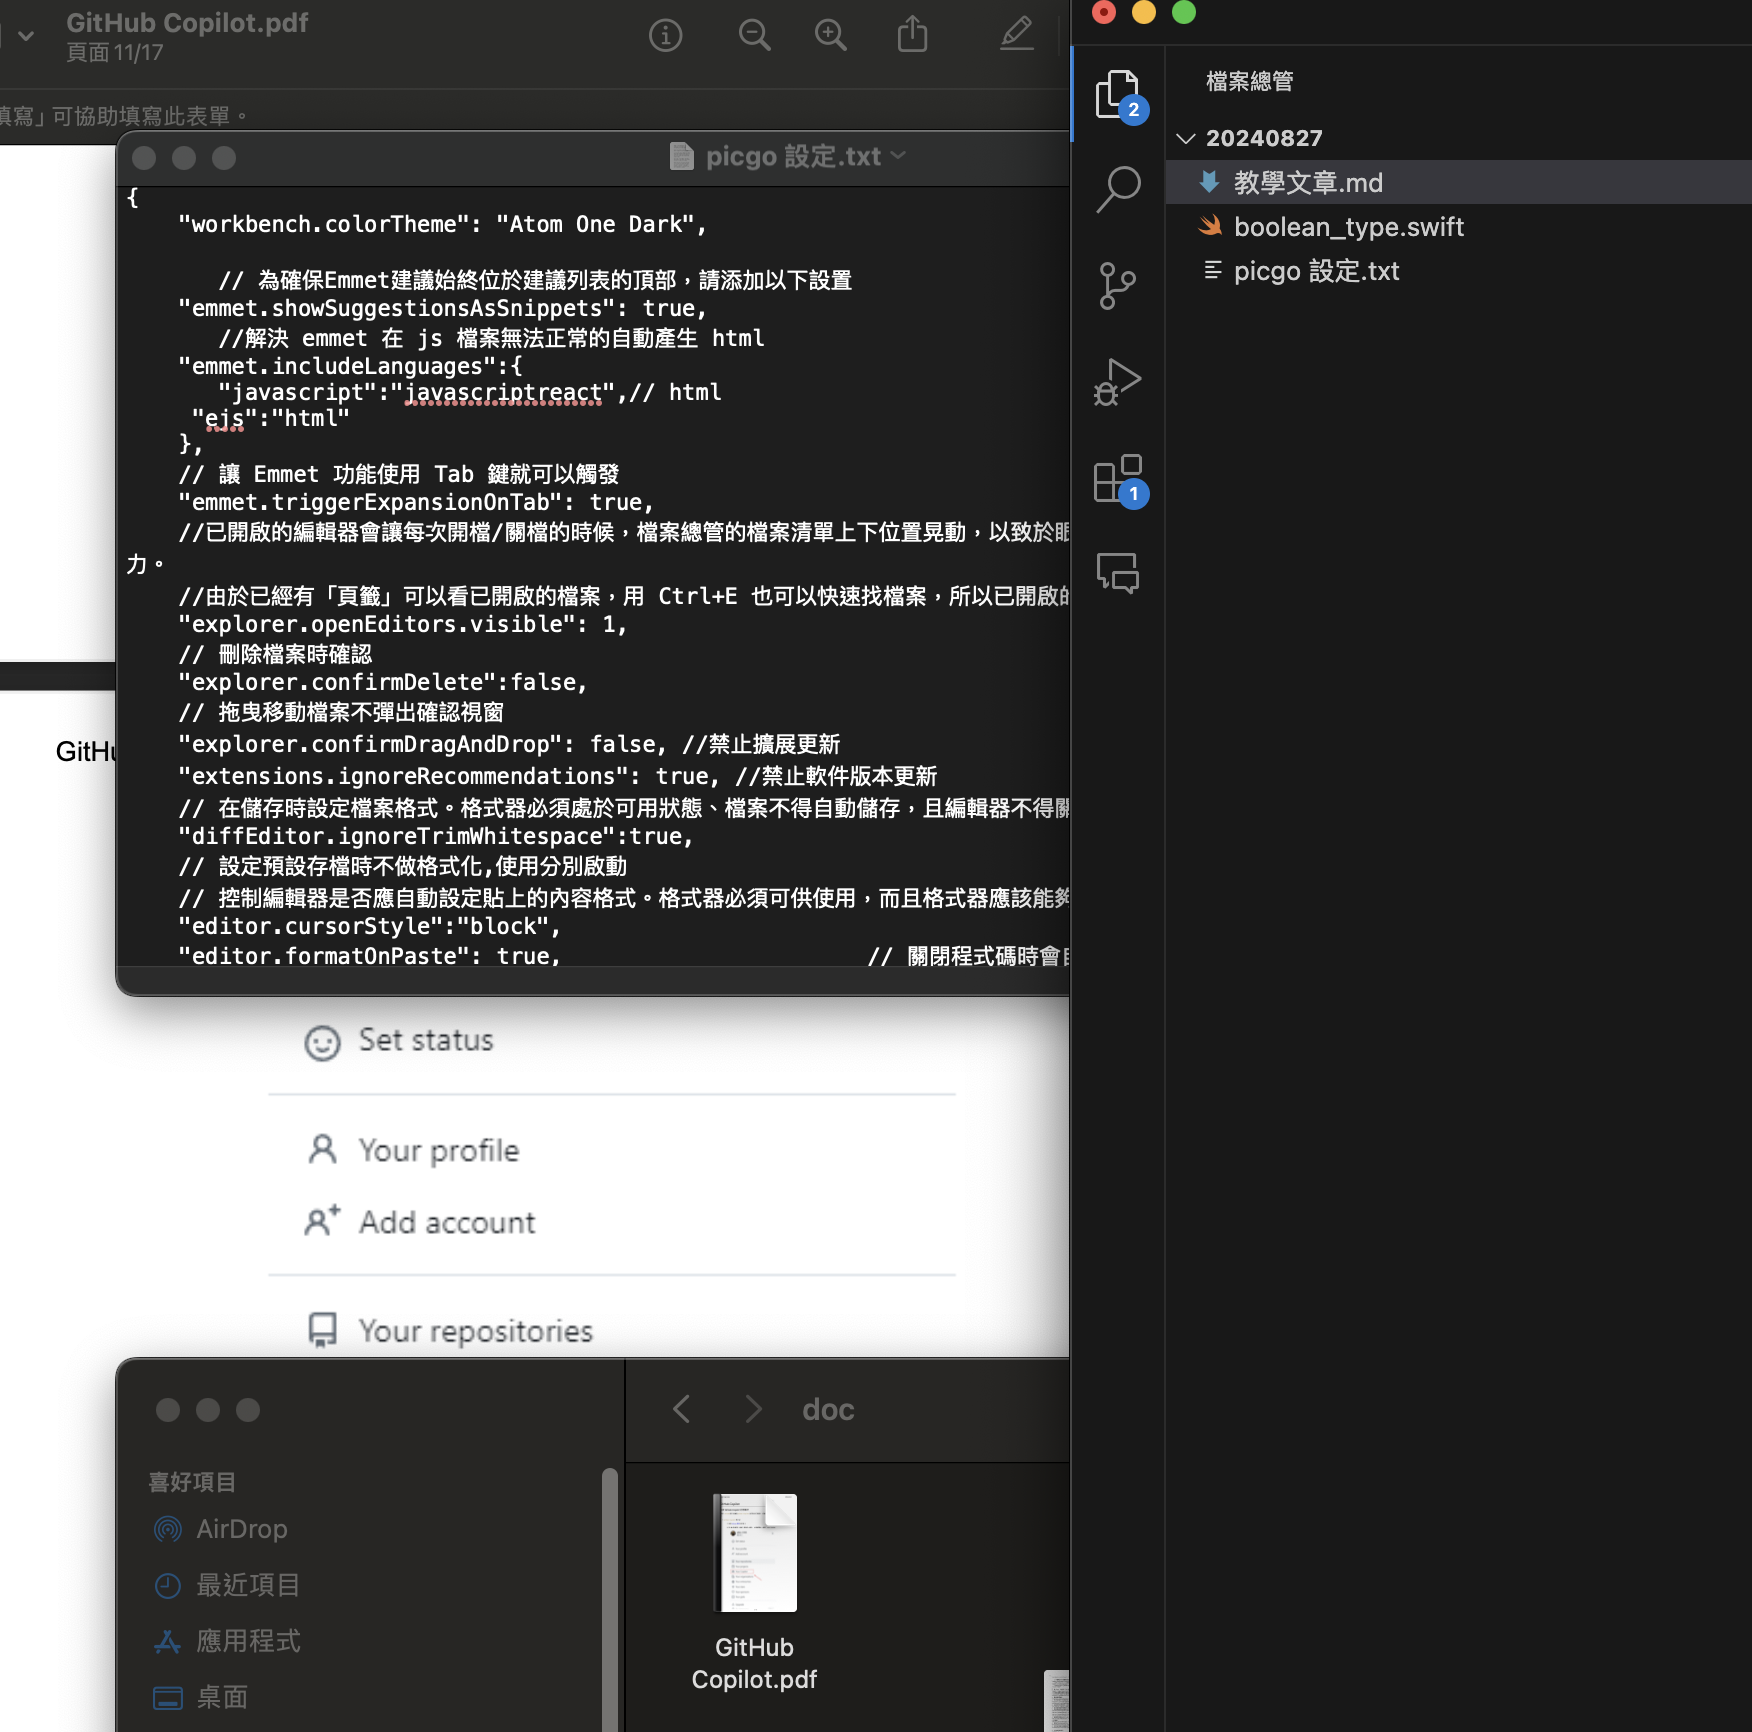 GitHub Copilot.pdf
頁面 11/17
填寫」可協助填寫此表單。
picgo 設定.txt
{
"workbench.colorTheme": "Atom One Dark",
// 為確保Emmet建議始終位於建議列表的頂部，請添加以下設置
"emmet.showSuggestionsAsSnippets": true,
//解決 emmet 在 js 檔案無法正常的自動產生 html
"emmet.includeLanguages":{
"javascript":"javascriptreact",// html
"ejs":"html"
},
// 讓 Emmet 功能使用 Tab 鍵就可以觸發
"emmet.triggerExpansionOnTab": true,
//已開啟的編輯器會讓每次開檔/關檔的時候，檔案總管的檔案清單上下位置晃動，以致於眼
力。
//由於已經有「頁籤」可以看已開啟的檔案，用 Ctrl+E 也可以快速找檔案，所以已開啟的
"explorer.openEditors.visible": 1,
// 刪除檔案時確認
"explorer.confirmDelete":false,
// 拖曳移動檔案不彈出確認視窗
"explorer.confirmDragAndDrop": false, //禁止擴展更新
"extensions.ignoreRecommendations": true, //禁止軟件版本更新
// 在儲存時設定檔案格式。格式器必須處於可用狀態、檔案不得自動儲存，且編輯器不得關
"diffEditor.ignoreTrimWhitespace":true,
// 設定預設存檔時不做格式化,使用分別啟動
// 控制編輯器是否應自動設定貼上的內容格式。格式器必須可供使用，而且格式器應該能夠
"editor.cursorStyle":"block",
"editor.formatOnPaste": true, // 關閉程式碼時會自
GitHu
Set status
Your profile
Add account
Your repositories
喜好項目
AirDrop
最近項目
應用程式
桌面
doc
GitHub
Copilot.pdf
檔案總管
2
20240827
教學文章.md
boolean_type.swift
picgo 設定.txt
1